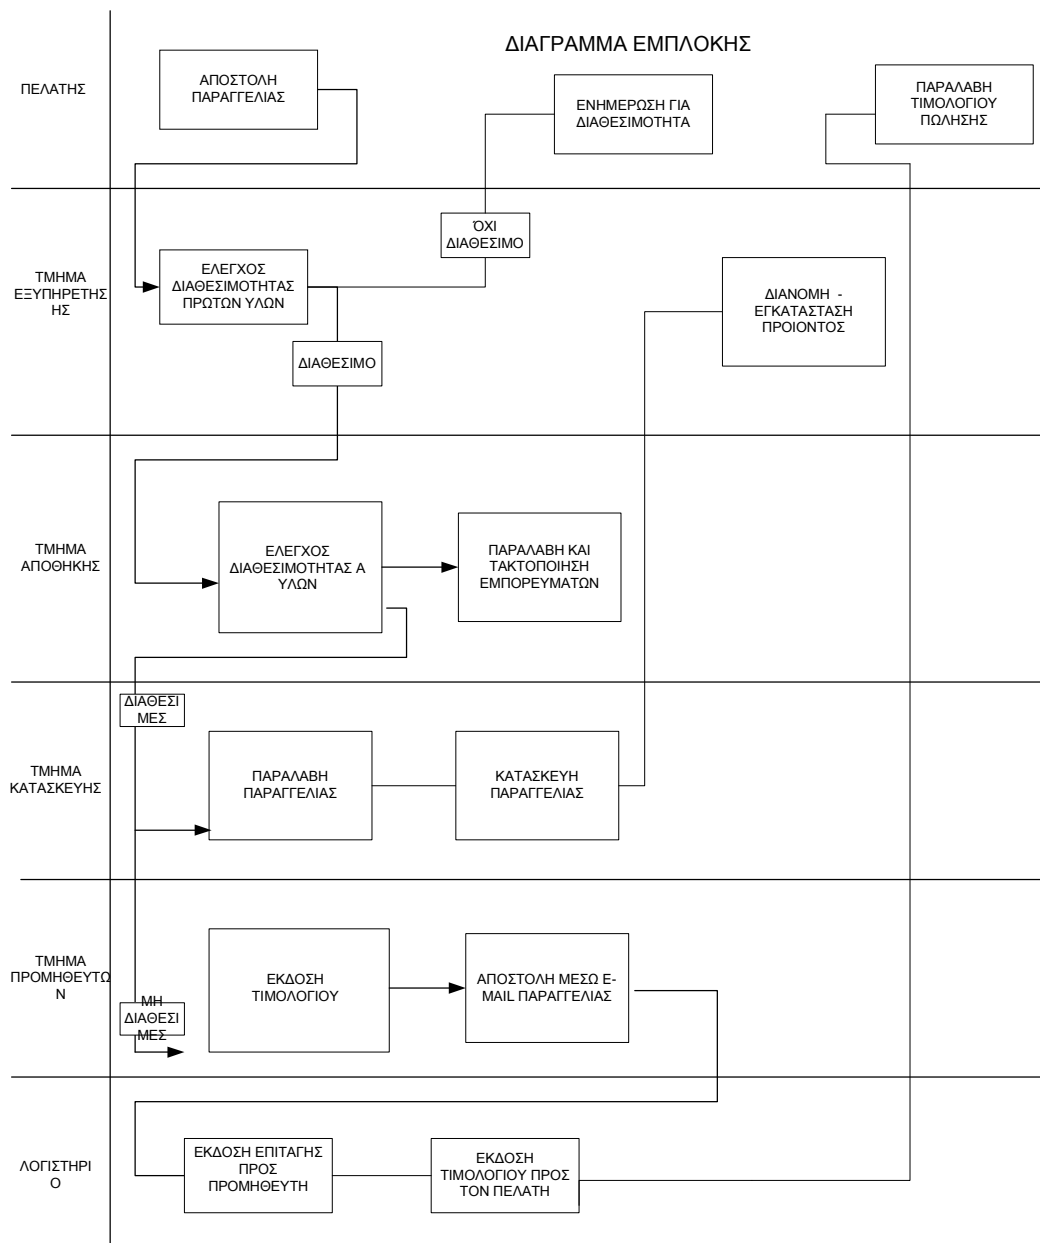 ΔΙΑΓΡΑΜΜΑ ΕΜΠΛΟΚΗΣ
ΠΕΛΑΤΗΣ
ΑΠΟΣΤΟΛΗ
ΠΑΡΑΓΓΕΛΙΑΣ
ΕΝΗΜΕΡΩΣΗ ΓΙΑ
ΔΙΑΘΕΣΙΜΟΤΗΤΑ
ΠΑΡΑΛΑΒΗ
ΤΙΜΟΛΟΓΙΟΥ
ΠΩΛΗΣΗΣ
ΤΜΗΜΑ
ΕΞΥΠΗΡΕΤΗΣ
ΗΣ
ΕΛΕΓΧΟΣ
ΔΙΑΘΕΣΙΜΟΤΗΤΑΣ
ΠΡΩΤΩΝ ΥΛΩΝ
ΌΧΙ
ΔΙΑΘΕΣΙΜΟ
ΔΙΑΘΕΣΙΜΟ
ΔΙΑΝΟΜΗ -
ΕΓΚΑΤΑΣΤΑΣΗ
ΠΡΟΙΟΝΤΟΣ
ΤΜΗΜΑ
ΑΠΟΘΗΚΗΣ
ΕΛΕΓΧΟΣ
ΔΙΑΘΕΣΙΜΟΤΗΤΑΣ Α
ΥΛΩΝ
ΠΑΡΑΛΑΒΗ ΚΑΙ
ΤΑΚΤΟΠΟΙΗΣΗ
ΕΜΠΟΡΕΥΜΑΤΩΝ
ΔΙΑΘΕΣΙ
ΜΕΣ
ΤΜΗΜΑ
ΚΑΤΑΣΚΕΥΗΣ
ΠΑΡΑΛΑΒΗ
ΠΑΡΑΓΓΕΛΙΑΣ
ΚΑΤΑΣΚΕΥΗ
ΠΑΡΑΓΓΕΛΙΑΣ
ΤΜΗΜΑ
ΠΡΟΜΗΘΕΥΤΩ
Ν
ΜΗ
ΔΙΑΘΕΣΙ
ΜΕΣ
ΕΚΔΟΣΗ
ΤΙΜΟΛΟΓΙΟΥ
ΑΠΟΣΤΟΛΗ ΜΕΣΩ E-
MAIL ΠΑΡΑΓΓΕΛΙΑΣ
ΛΟΓΙΣΤΗΡΙ
Ο
ΕΚΔΟΣΗ ΕΠΙΤΑΓΗΣ
ΠΡΟΣ
ΠΡΟΜΗΘΕΥΤΗ
ΕΚΔΟΣΗ
ΤΙΜΟΛΟΓΙΟΥ ΠΡΟΣ
ΤΟΝ ΠΕΛΑΤΗ